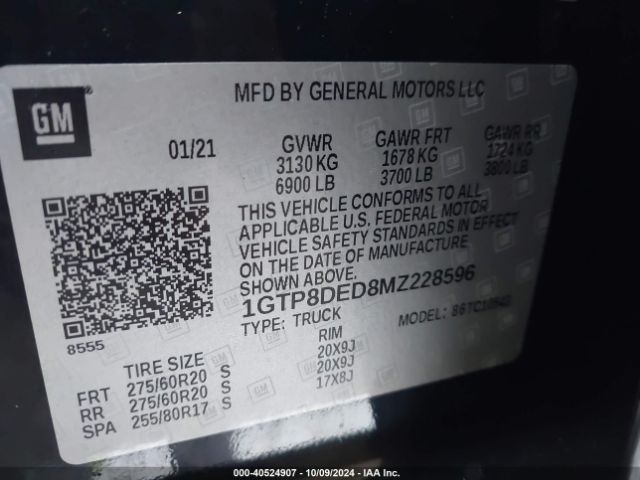 GM
MFD BY GENERAL MOTORS LLC
01/21
GVWR
3130 KG
6900 LB
GAWR FRT
1678 KG
3700 LB
GAWR RR
1724 KG
3800 LB
THIS VEHICLE CONFORMS TO ALL
APPLICABLE U.S. FEDERAL MOTOR
VEHICLE SAFETY STANDARDS IN EFFECT
ON THE DATE OF MANUFACTURE
SHOWN ABOVE.
1GTP8DED8MZ228596
TYPE: TRUCK
MODEL:
8555
TIRE SIZE
RIM
FRT 275/60R20 S 20X9J
RR 275/60R20 S 20X9J
SPA 255/80R17 S 17X8J
000-40524907 - 10/09/2024 - IAA Inc.